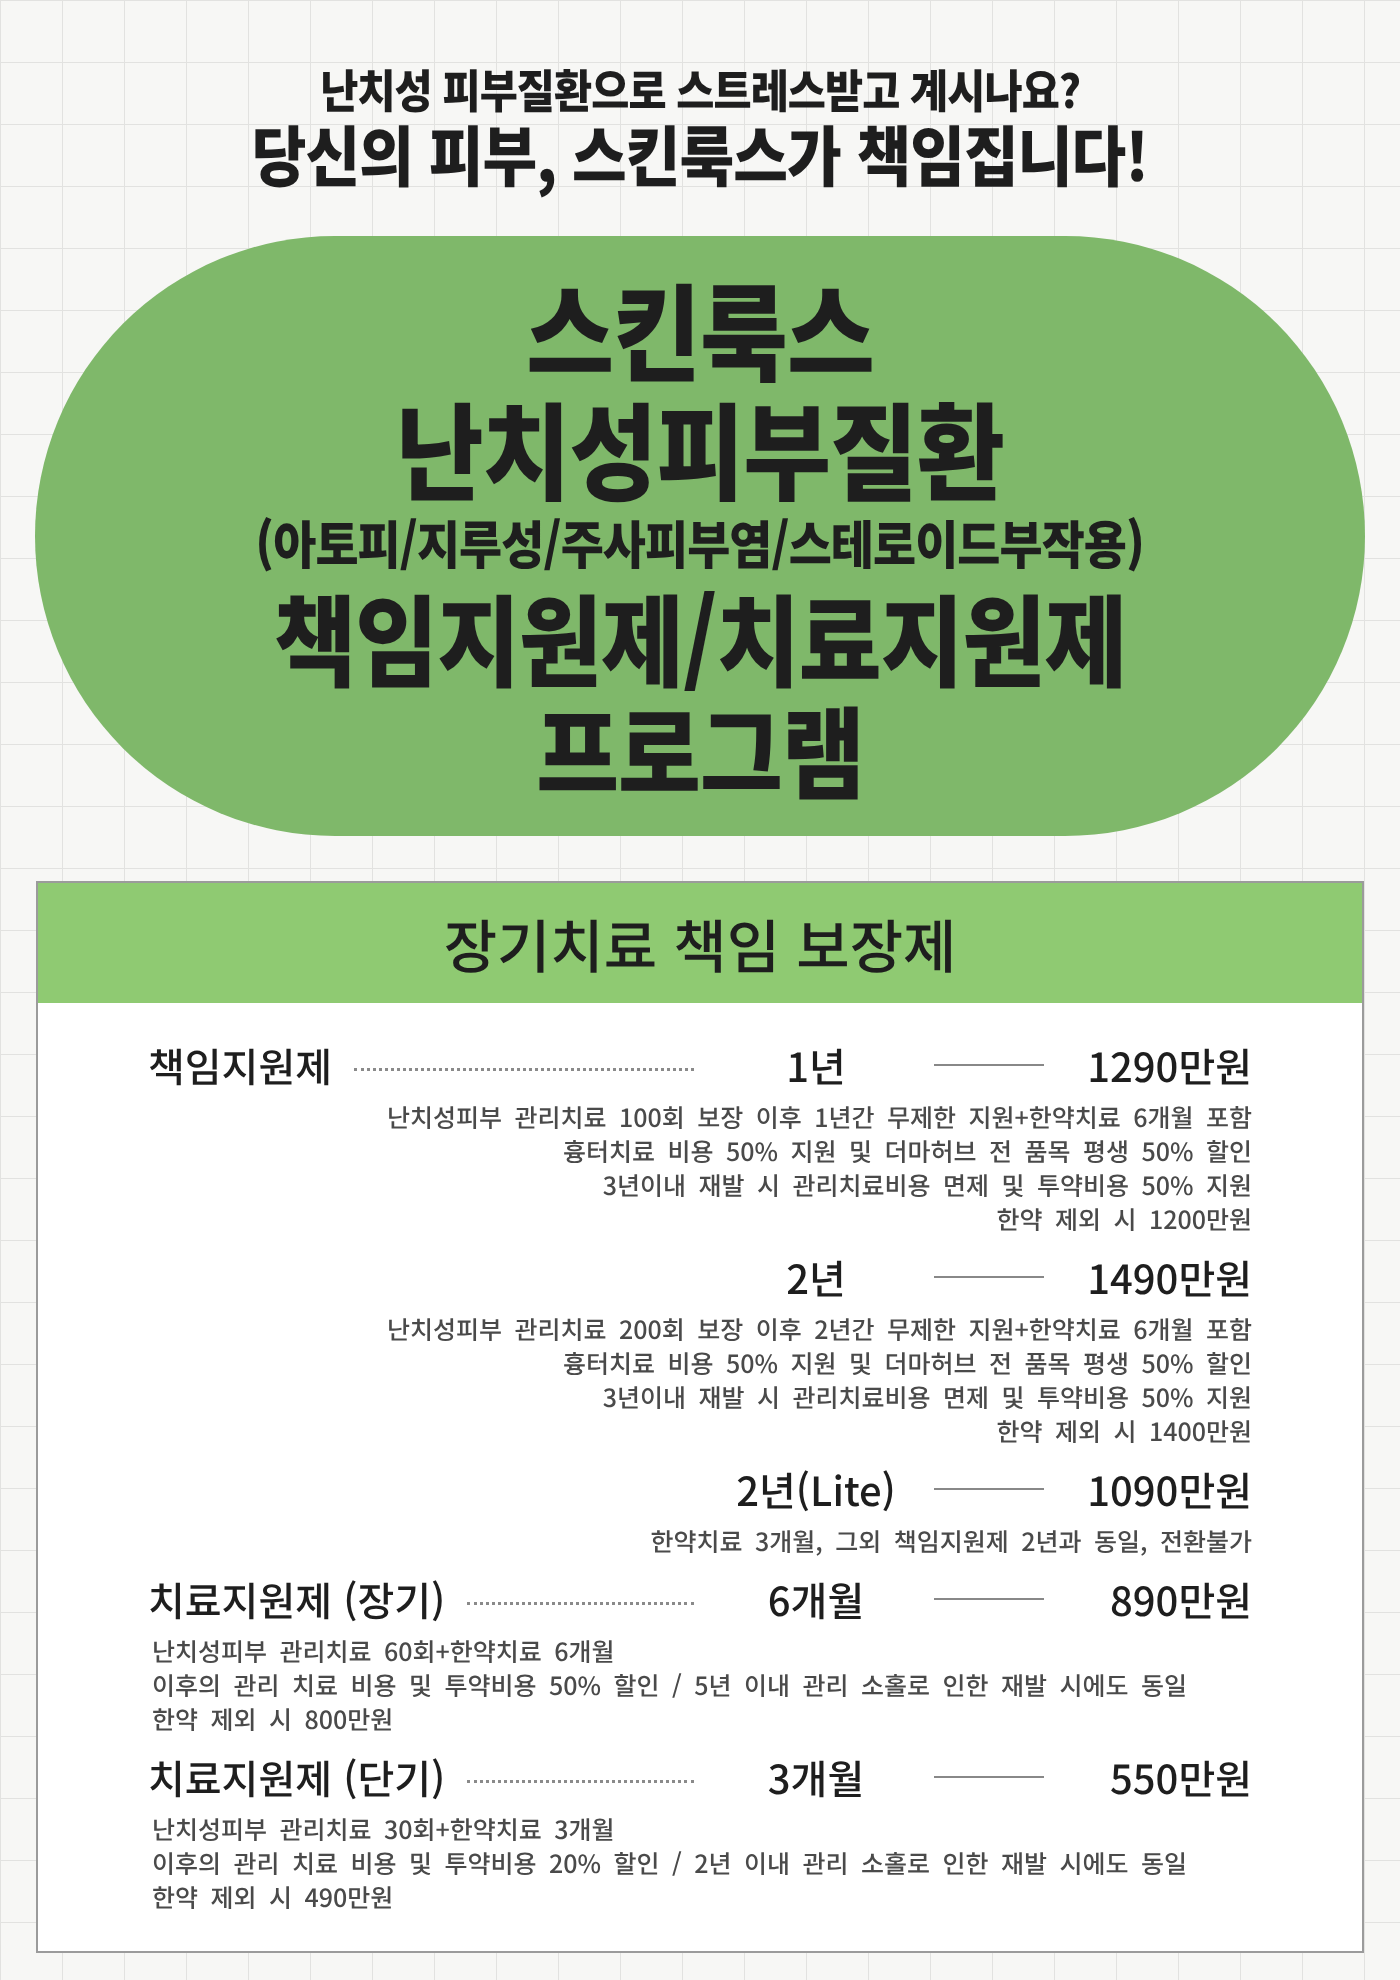 난치성 피부질환으로 스트레스받고 계시나요?
당신의 피부, 스킨룩스가 책임집니다!
스킨룩스
난치성피부질환
(아토피/지루성/주사피부염/스테로이드부작용)
책임지원제/치료지원제
프로그램
장기치료 책임 보장제
책임지원제 1년 1290만원
난치성피부 관리치료 100회 보장 이후 1년간 무제한 지원+한약치료 6개월 포함
흉터치료 비용 50% 지원 및 더마허브 전 품목 평생 50% 할인
3년이내 재발 시 관리치료비용 면제 및 투약비용 50% 지원
한약 제외 시 1200만원
2년 1490만원
난치성피부 관리치료 200회 보장 이후 2년간 무제한 지원+한약치료 6개월 포함
흉터치료 비용 50% 지원 및 더마허브 전 품목 평생 50% 할인
3년이내 재발 시 관리치료비용 면제 및 투약비용 50% 지원
한약 제외 시 1400만원
2년(Lite) 1090만원
한약치료 3개월, 그외 책임지원제 2년과 동일, 전환불가
치료지원제 (장기) 6개월 890만원
난치성피부 관리치료 60회+한약치료 6개월
이후의 관리 치료 비용 및 투약비용 50% 할인 / 5년 이내 관리 소홀로 인한 재발 시에도 동일
한약 제외 시 800만원
치료지원제 (단기) 3개월 550만원
난치성피부 관리치료 30회+한약치료 3개월
이후의 관리 치료 비용 및 투약비용 20% 할인 / 2년 이내 관리 소홀로 인한 재발 시에도 동일
한약 제외 시 490만원